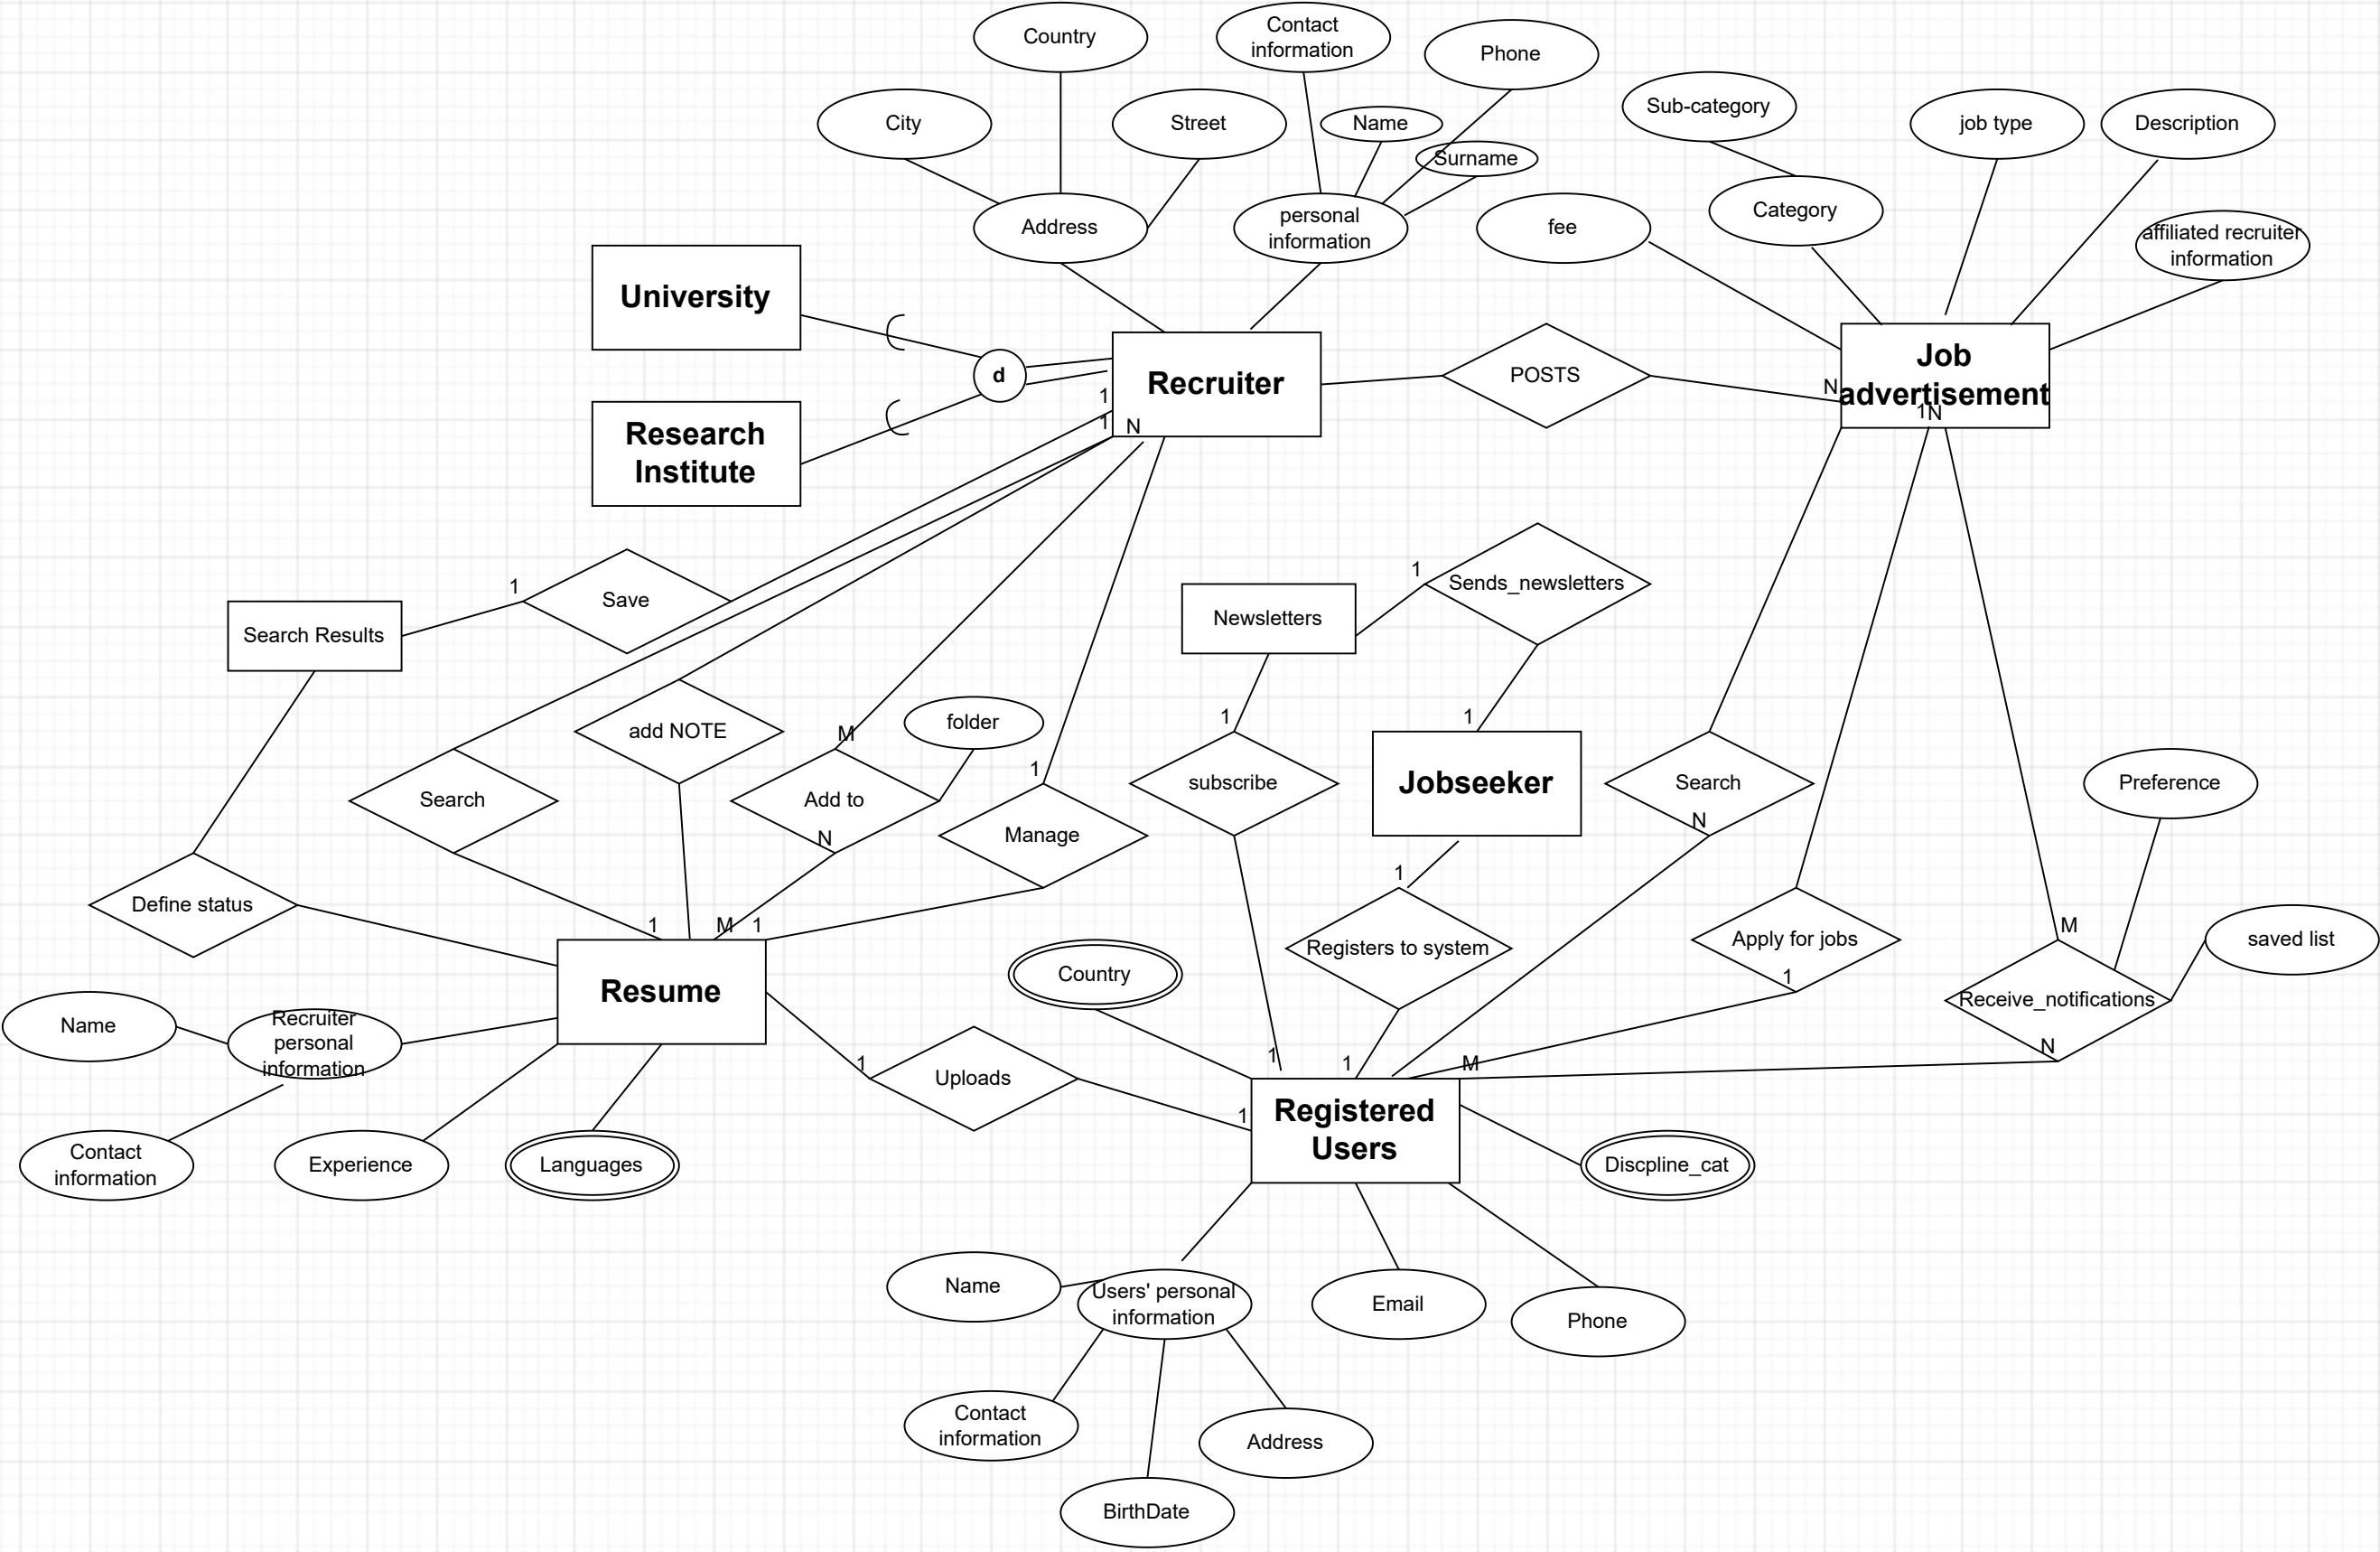 Country
Contact
information
Phone
City
Street
Name
Surname
Sub-category
job type
Description
Address
personal
information
fee
Category
affiliated recruiter
information
University
d
Recruiter
POSTS
Job
advertisement
N
1
N
1
1
N
Research
Institute
Search Results
1
Save
Newsletters
1
Sends_newsletters
add NOTE
M
folder
1
1
1
Search
Add to
N
Manage
subscribe
Jobseeker
Search
N
Preference
Define status
1
M
1
1
Registers to system
Apply for jobs
1
M
saved list
Resume
Country
Receive_notifications
N
Name
Recruiter
personal
information
1
Uploads
1
1
1
M
Registered
Users
Contact
information
Experience
Languages
Discpline_cat
Name
Users' personal
information
Email
Phone
Contact
information
Address
BirthDate